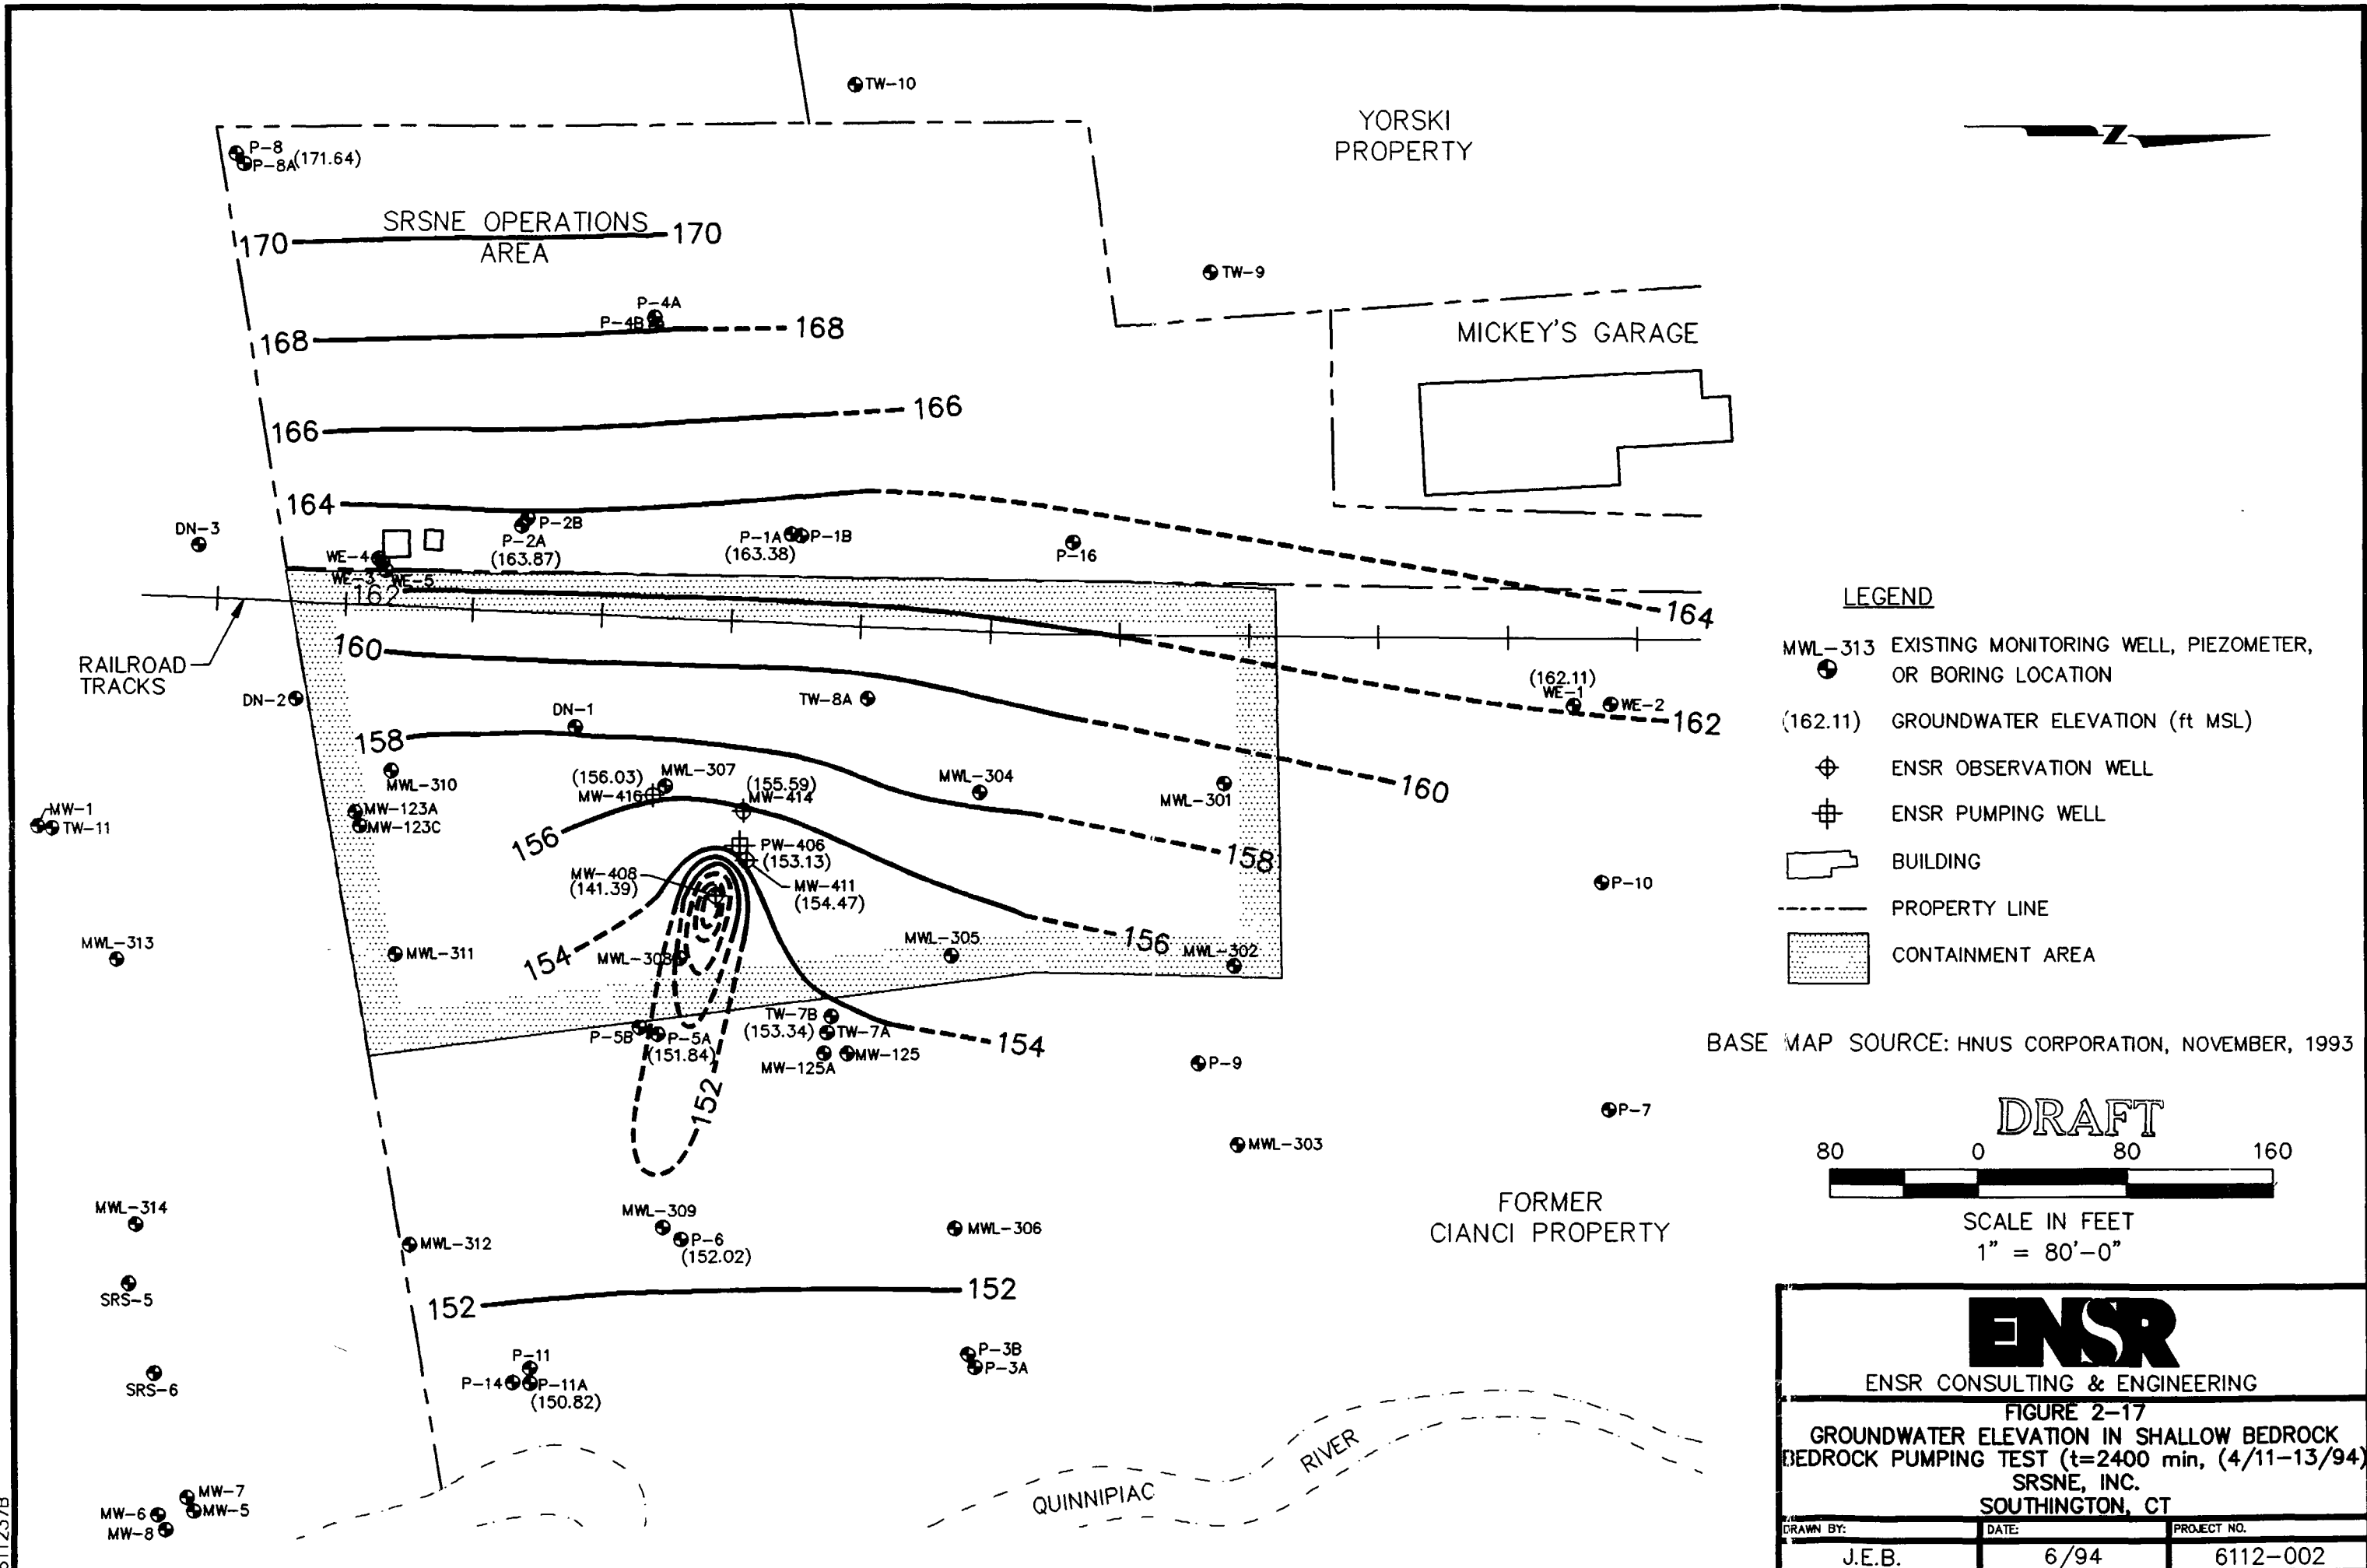 TW-10
YORSKI
PROPERTY
Z
P-8
P-8A (171.64)
SRSNE OPERATIONS
AREA
170
170
TW-9
P-4A
P-4B
168
168
MICKEY'S GARAGE
166
166
164
DN-3
P-2B
P-2A
(163.87)
P-1A
P-1B
(163.38)
P-16
WE-4
WE-3
WE-5
162
164
RAILROAD
TRACKS
160
DN-2
DN-1
TW-8A
(162.11)
WE-1
WE-2
162
158
160
MWL-310
(156.03)
MWL-307
MW-416
(155.59)
MW-414
MWL-304
MWL-301
MW-1
TW-11
MW-123A
MW-123C
156
PW-406
(153.13)
158
MW-408
(141.39)
MW-411
(154.47)
P-10
MWL-313
MWL-311
154
MWL-308
MWL-305
156
MWL-302
TW-7B
(153.34)
TW-7A
P-5B
P-5A
(151.84)
MW-125A
MW-125
154
P-9
152
P-7
MWL-303
MWL-314
MWL-309
P-6
(152.02)
MWL-306
MWL-312
FORMER
CIANCI PROPERTY
SRS-5
152
152
SRS-6
P-11
P-14
P-11A
(150.82)
P-3B
P-3A
QUINNIPIAC
RIVER
MW-7
MW-6
MW-5
MW-8
LEGEND
MWL-313 EXISTING MONITORING WELL, PIEZOMETER,
OR BORING LOCATION
(162.11) GROUNDWATER ELEVATION (ft MSL)
ENSR OBSERVATION WELL
ENSR PUMPING WELL
BUILDING
PROPERTY LINE
CONTAINMENT AREA
BASE MAP SOURCE: HNUS CORPORATION, NOVEMBER, 1993
DRAFT
80 0 80 160
SCALE IN FEET
1" = 80'-0"
ENSR
ENSR CONSULTING & ENGINEERING
FIGURE 2-17
GROUNDWATER ELEVATION IN SHALLOW BEDROCK
BEDROCK PUMPING TEST (t=2400 min, (4/11-13/94)
SRSNE, INC.
SOUTHINGTON, CT
DRAWN BY: DATE: PROJECT NO.
J.E.B. 6/94 6112-002